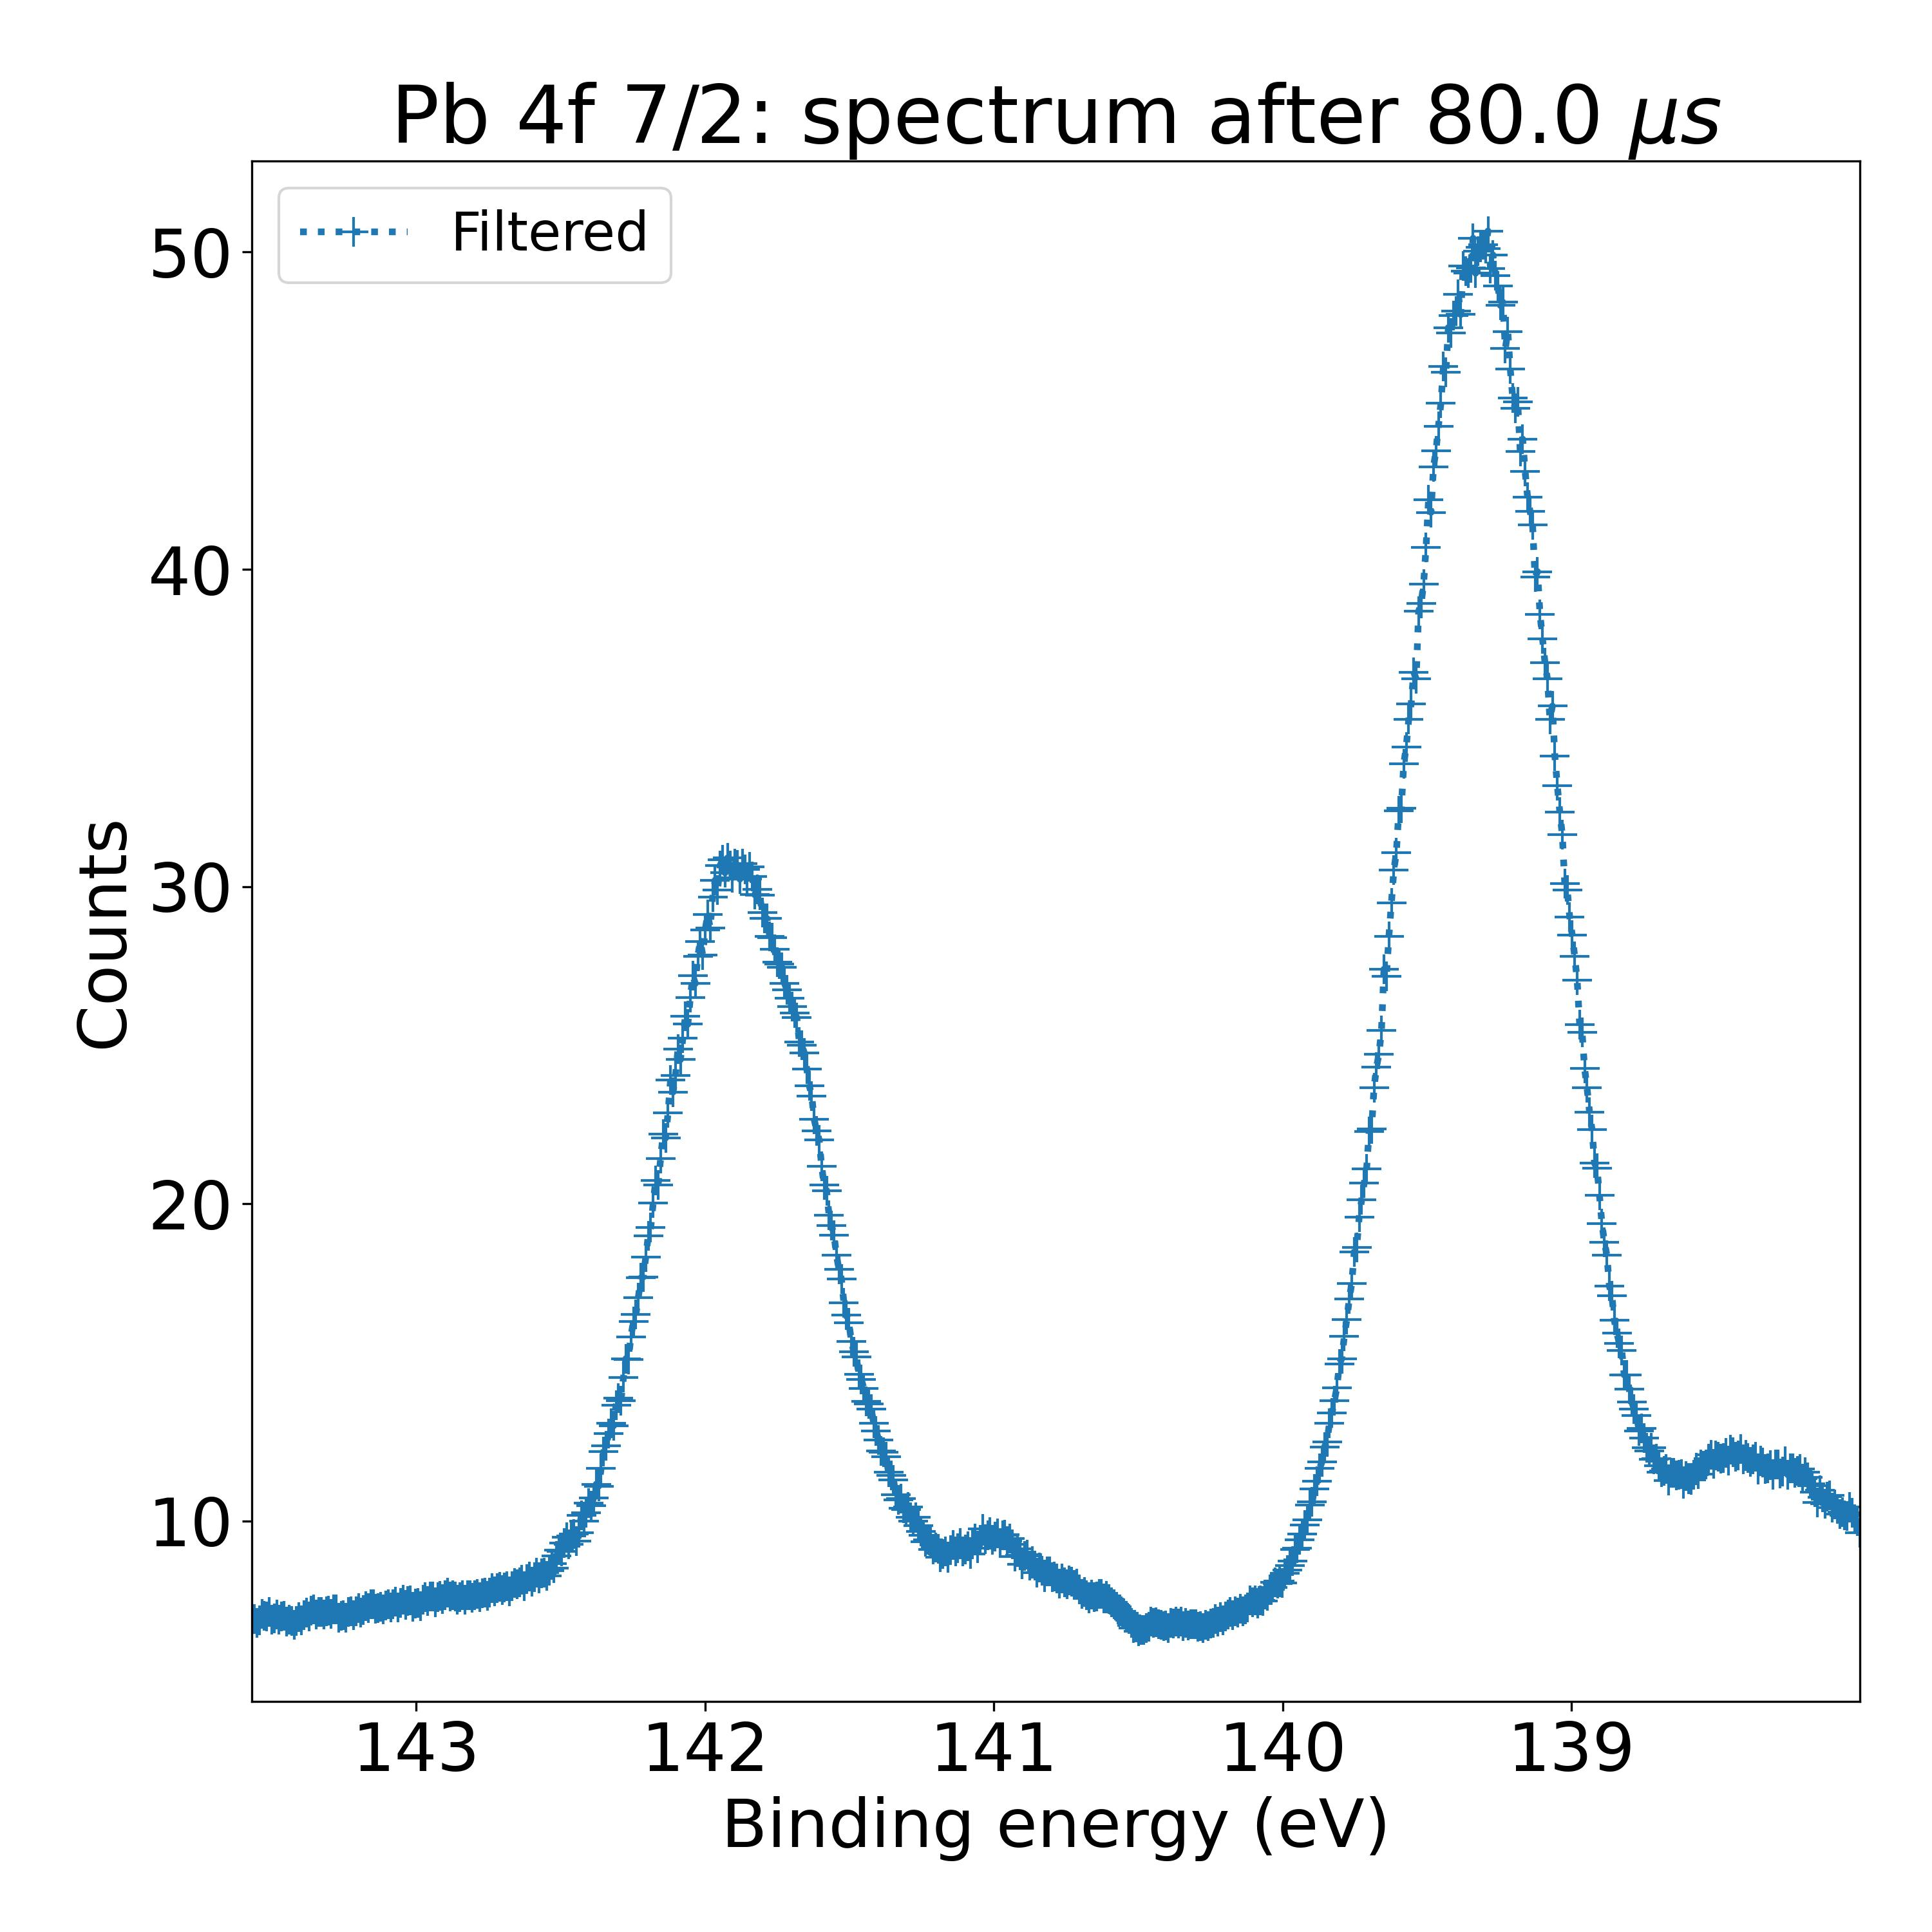 Pb 4f 7/2: spectrum after 80.0 μs
Filtered
50
40
30
20
10
Counts
143 142 141 140 139
Binding energy (eV)